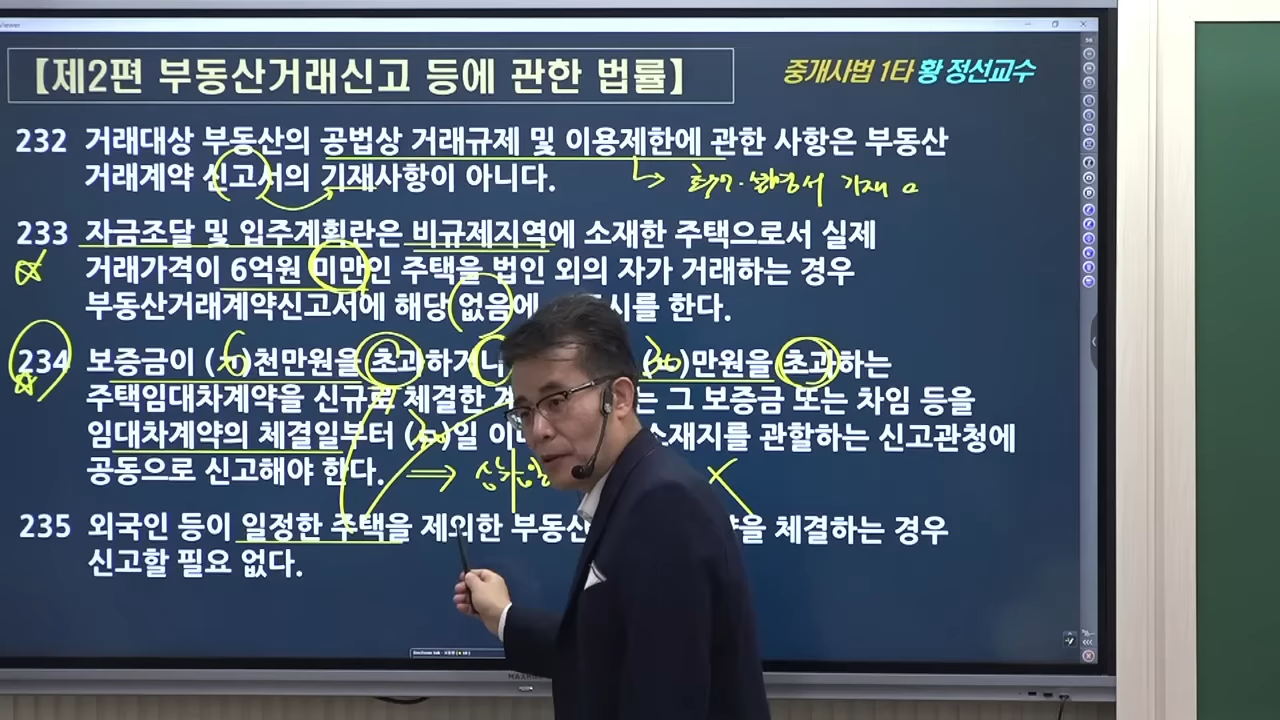 【제2편 부동산거래신고 등에 관한 법률】
중개사법 1타 황 정선교수
232 거래대상 부동산의 공법상 거래규제 및 이용제한에 관한 사항은 부동산
거래계약 신고서의 기재사항이 아니다.
233 자금조달 및 입주계획란은 비규제지역에 소재한 주택으로서 실제
거래가격이 6억원 미만인 주택을 법인 외의 자가 거래하는 경우
부동산거래계약신고서에 해당 없음에 시를 한다.
234 보증금이 (6)천만원을 초과하거나 (30)만원을 초과하는
주택임대차계약을 신규로 체결한 는 그 보증금 또는 차임 등을
임대차계약의 체결일부터 (30)일 이 소재지를 관할하는 신고관청에
공동으로 신고해야 한다.
235 외국인 등이 일정한 주택을 제외한 부동산 을 체결하는 경우
신고할 필요 없다.